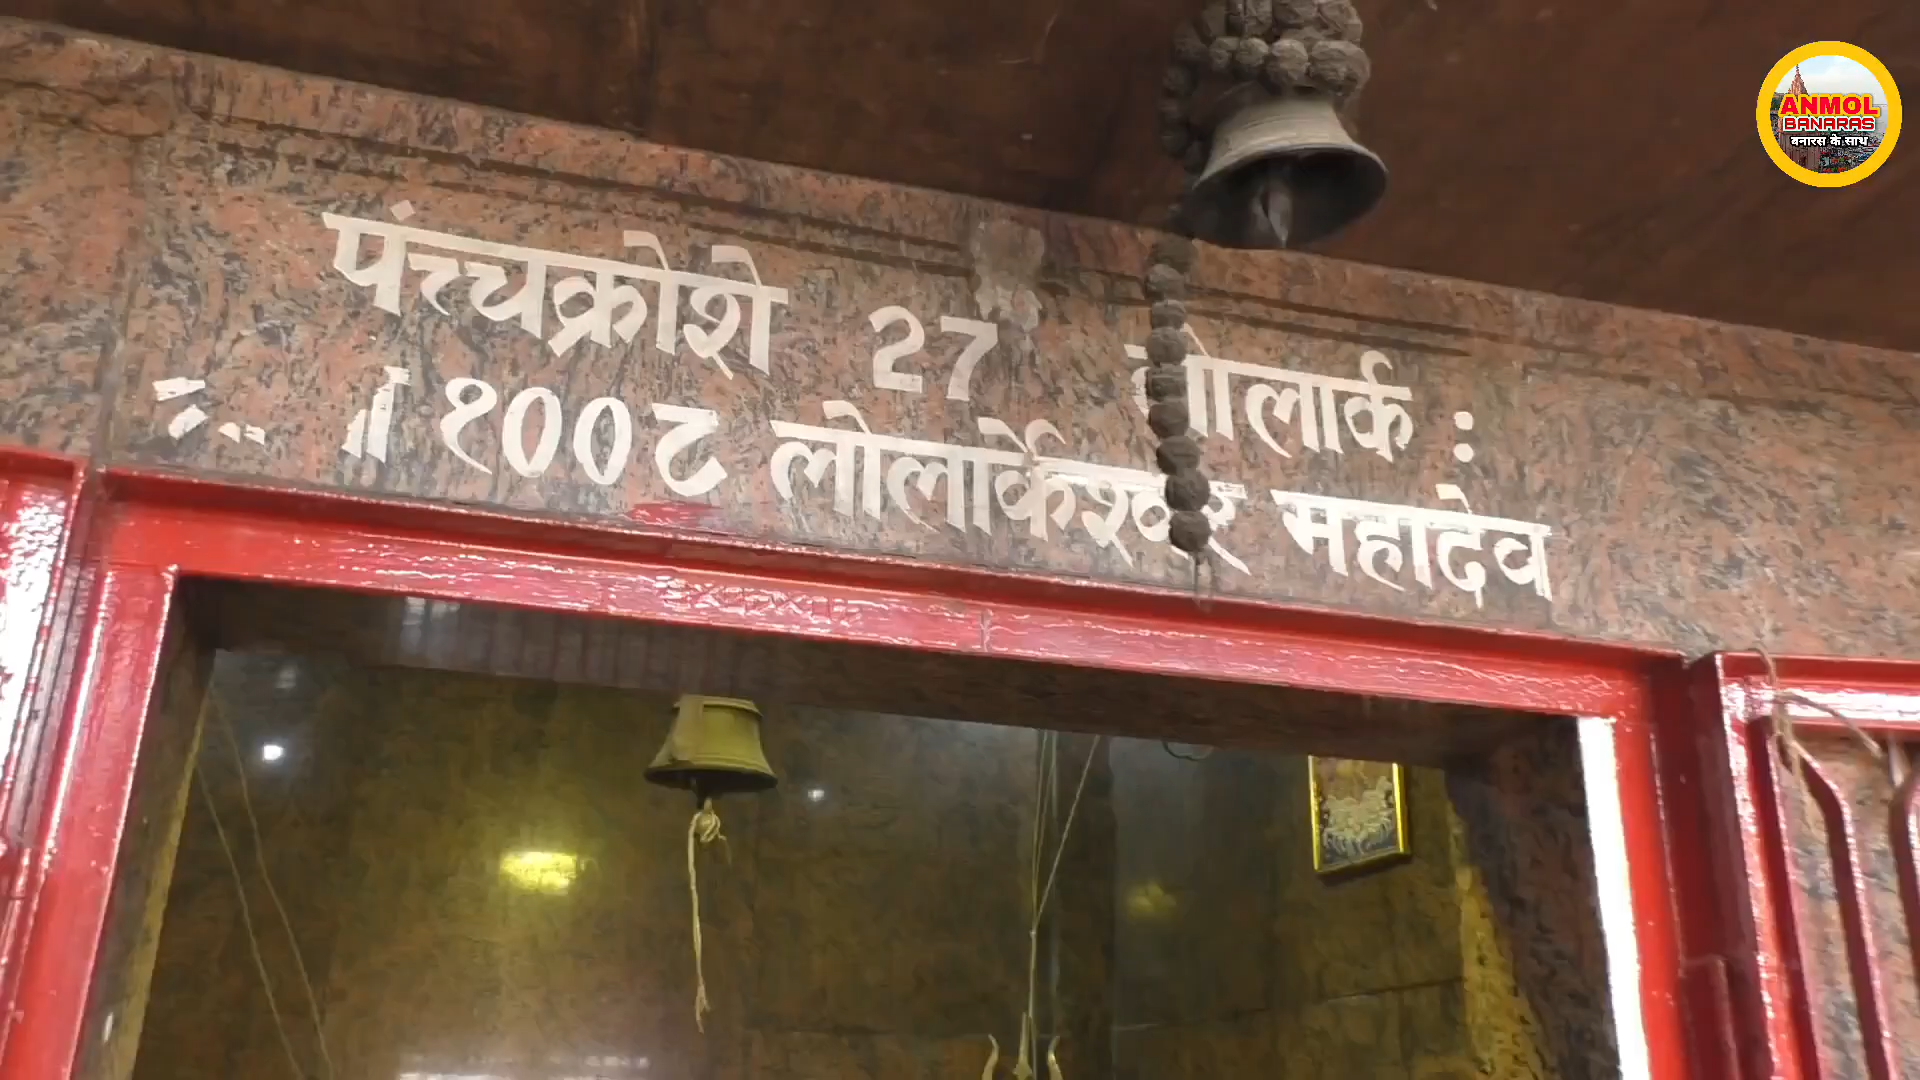 पंच्चक्रोशे 27 लोलार्क :
१००८ लोलार्केश्वर महादेव
ANMOL
BANARAS
बनारस के साथ